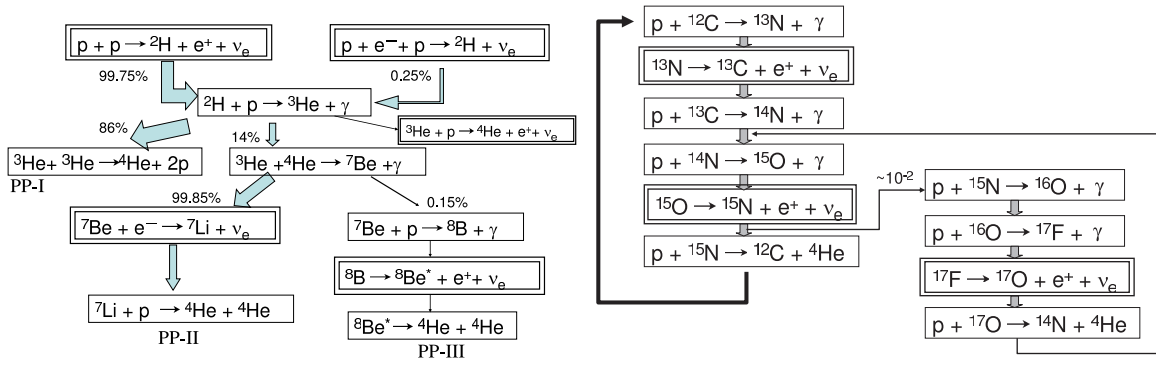 p + p → ²H + e⁺ + νₑ
p + e⁻ + p → ²H + νₑ
99.75%
0.25%
²H + p → ³He + γ
86%
14%
³He + p → ⁴He + e⁺ + νₑ
³He + ³He → ⁴He + 2p
PP-I
³He + ⁴He → ⁷Be + γ
99.85%
0.15%
⁷Be + e⁻ → ⁷Li + νₑ
⁷Be + p → ⁸B + γ
⁸B → ⁸Be* + e⁺ + νₑ
⁷Li + p → ⁴He + ⁴He
PP-II
⁸Be* → ⁴He + ⁴He
PP-III
p + ¹²C → ¹³N + γ
¹³N → ¹³C + e⁺ + νₑ
p + ¹³C → ¹⁴N + γ
p + ¹⁴N → ¹⁵O + γ
¹⁵O → ¹⁵N + e⁺ + νₑ
p + ¹⁵N → ¹²C + ⁴He
~10⁻²
p + ¹⁵N → ¹⁶O + γ
p + ¹⁶O → ¹⁷F + γ
¹⁷F → ¹⁷O + e⁺ + νₑ
p + ¹⁷O → ¹⁴N + ⁴He